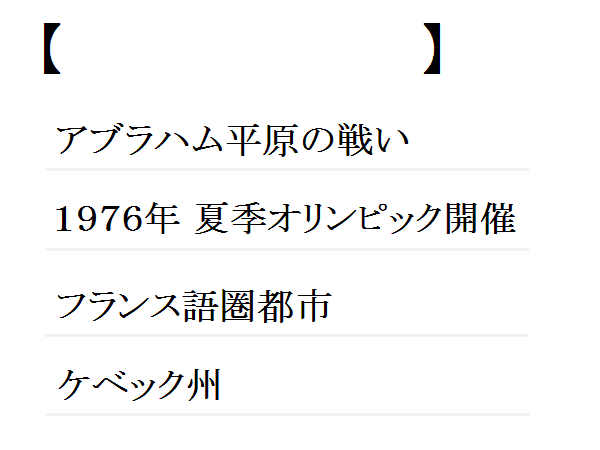 【　　　　　　　　　】
アブラハム平原の戦い
1976年 夏季オリンピック開催
フランス語圏都市
ケベック州